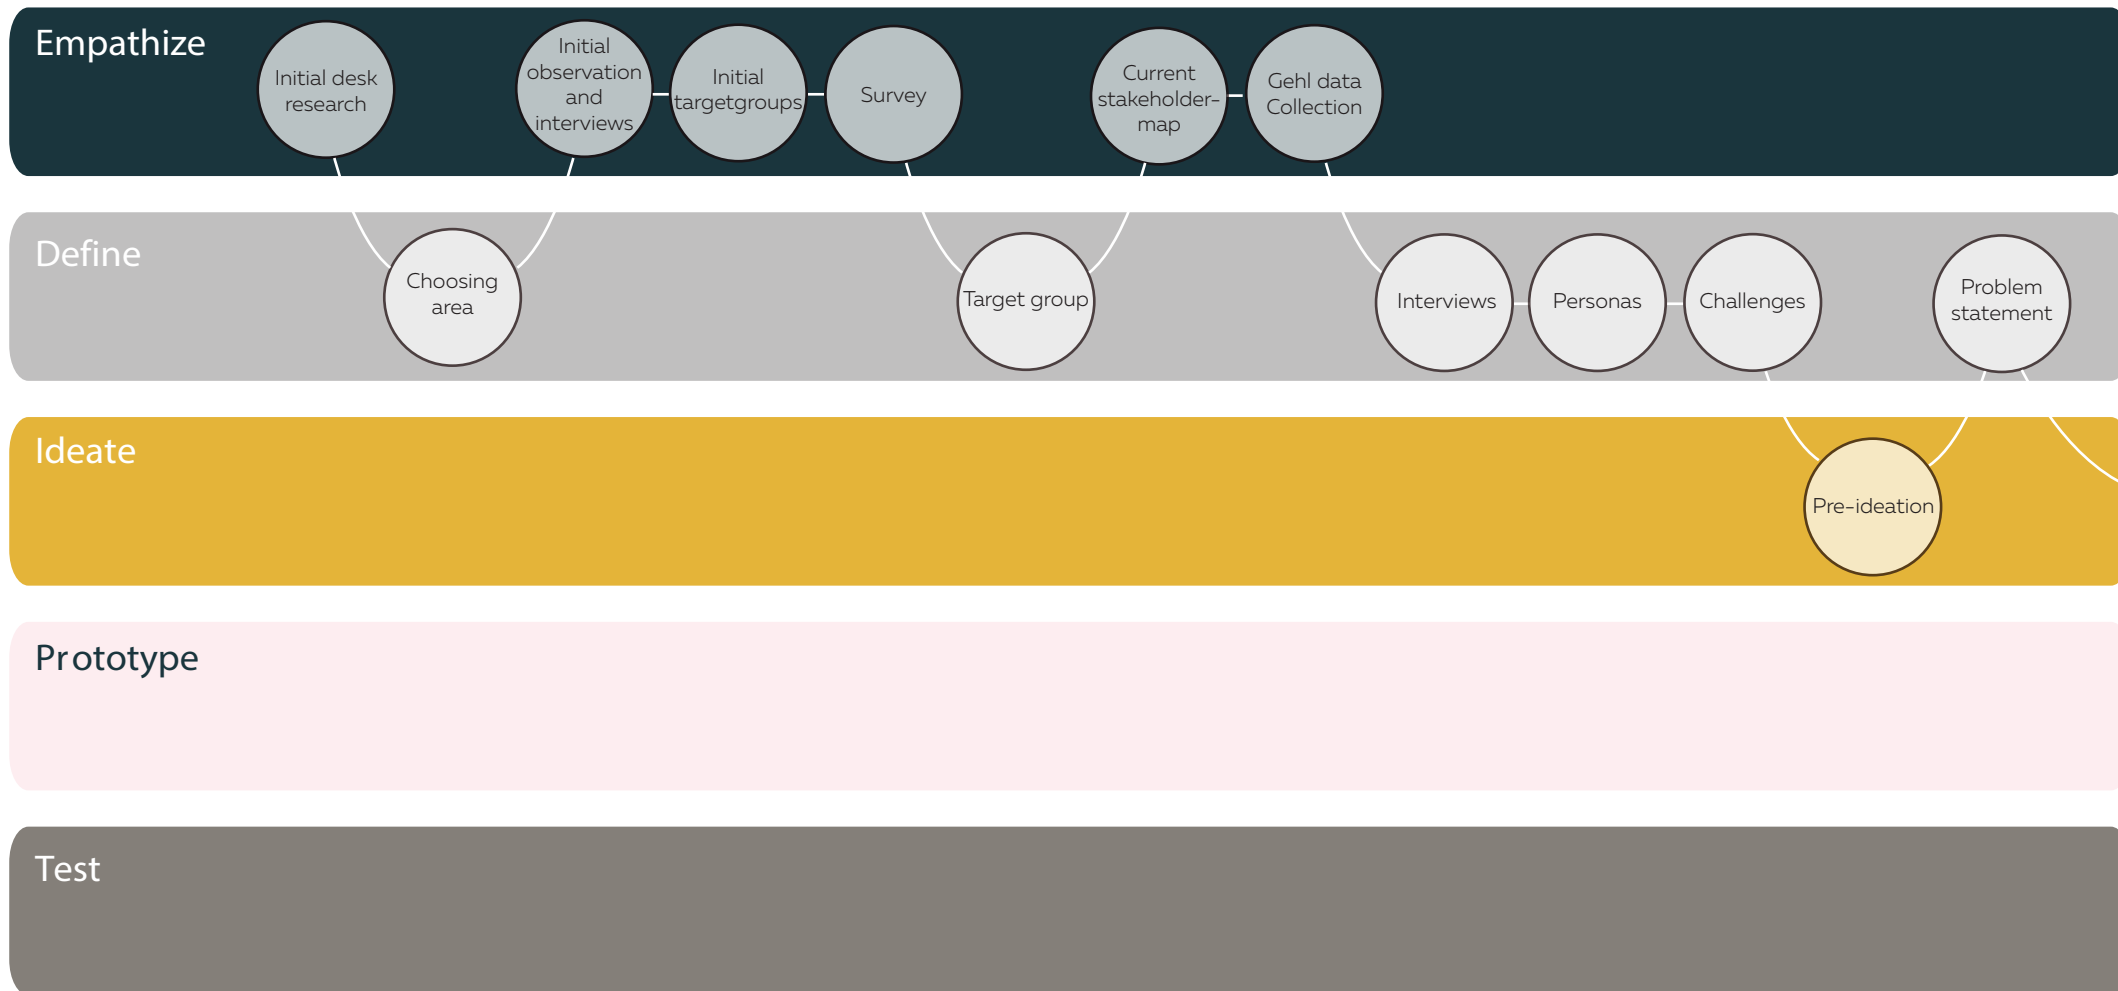 Empathize
Initial desk
research
Initial
observation
and
interviews
Initial
targetgroups
Survey
Current
stakeholder-
map
Gehl data
Collection
Define
Choosing
area
Target group
Interviews
Personas
Challenges
Problem
statement
Ideate
Pre-ideation
Prototype
Test